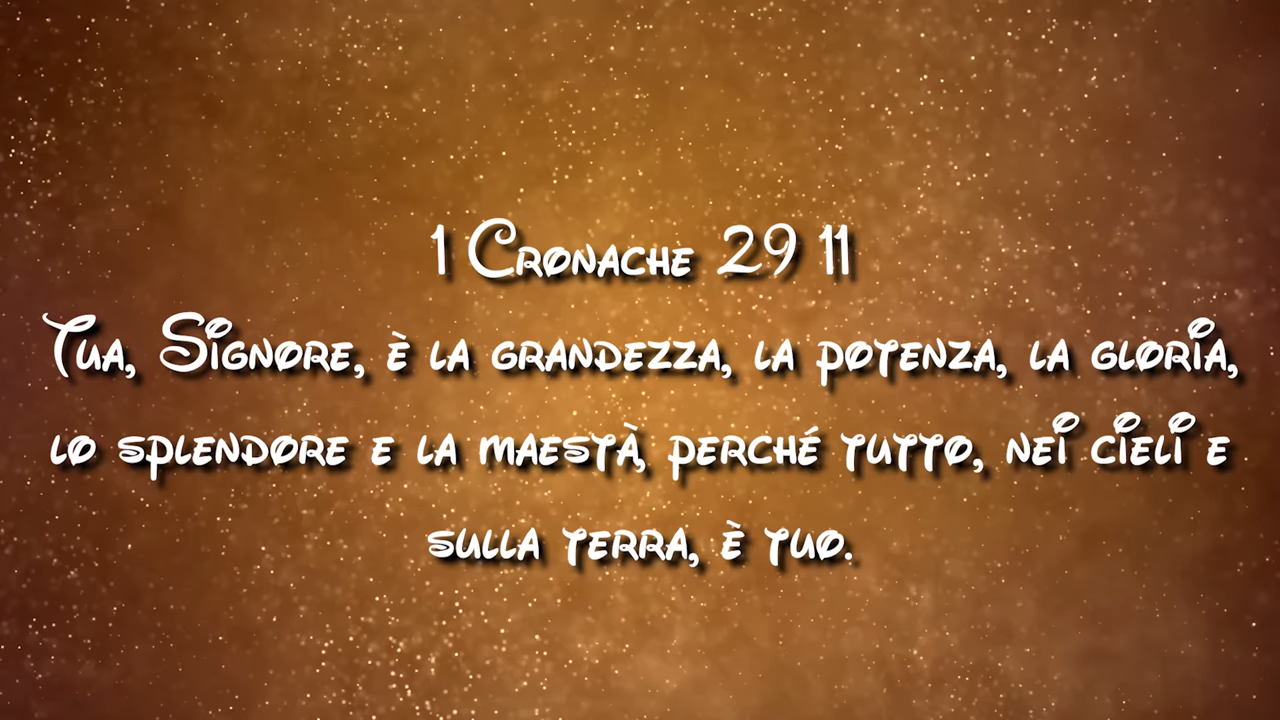 1 Cronache 29 11
Tua, Signore, è la grandezza, la potenza, la gloria,
lo splendore e la maestà, perché tutto, nei cieli e
sulla terra, è tuo.